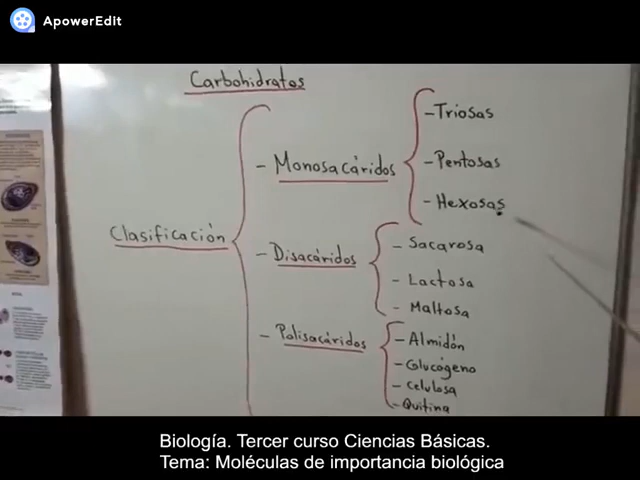 ApowerEdit
Carbohidratos
Clasificación
- Monosacáridos
- Triosas
- Pentosas
- Hexosas
- Disacáridos
- Sacarosa
- Lactosa
- Maltosa
- Polisacáridos
- Almidón
- Glucógeno
- Celulosa
- Quitina
Biología. Tercer curso Ciencias Básicas.
Tema: Moléculas de importancia biológica